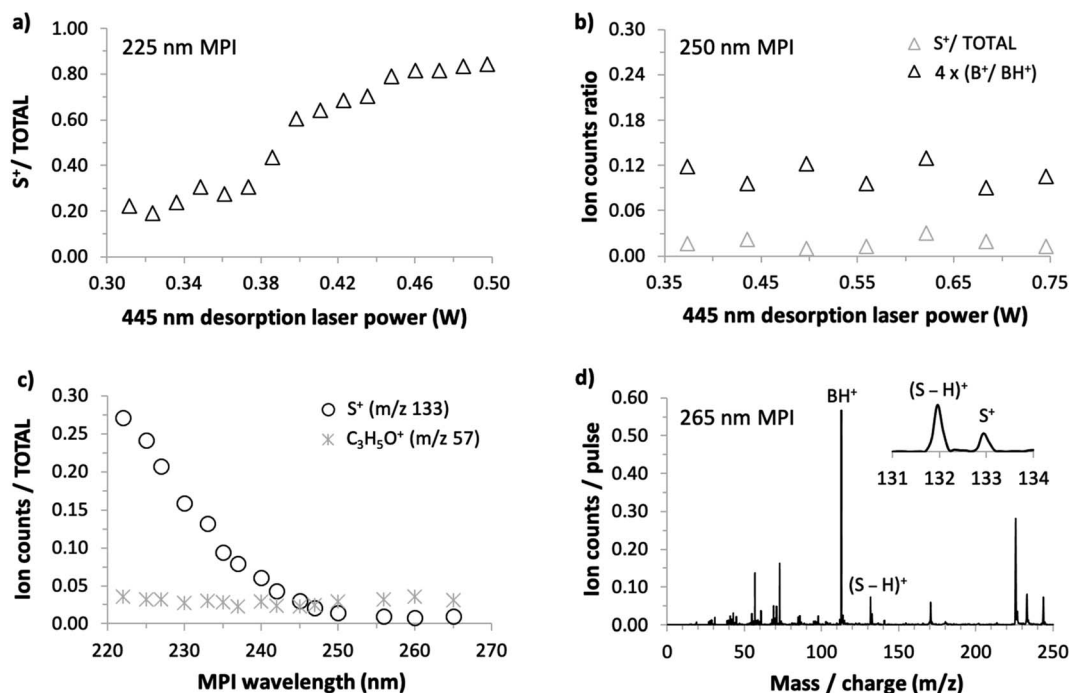 a)
225 nm MPI
S⁺/ TOTAL
1.00
0.80
0.60
0.40
0.20
0.00
0.30 0.34 0.38 0.42 0.46 0.50
445 nm desorption laser power (W)
b)
250 nm MPI
S⁺/ TOTAL
4 x (B⁺/ BH⁺)
Ion counts ratio
0.30
0.24
0.18
0.12
0.06
0.00
0.35 0.45 0.55 0.65 0.75
445 nm desorption laser power (W)
c)
S⁺ (m/z 133)
C₃H₅O⁺ (m/z 57)
Ion counts / TOTAL
0.30
0.25
0.20
0.15
0.10
0.05
0.00
220 230 240 250 260 270
MPI wavelength (nm)
d)
265 nm MPI
BH⁺
(S – H)⁺
S⁺
131 132 133 134
(S – H)⁺
Ion counts / pulse
0.60
0.50
0.40
0.30
0.20
0.10
0.00
0 50 100 150 200 250
Mass / charge (m/z)